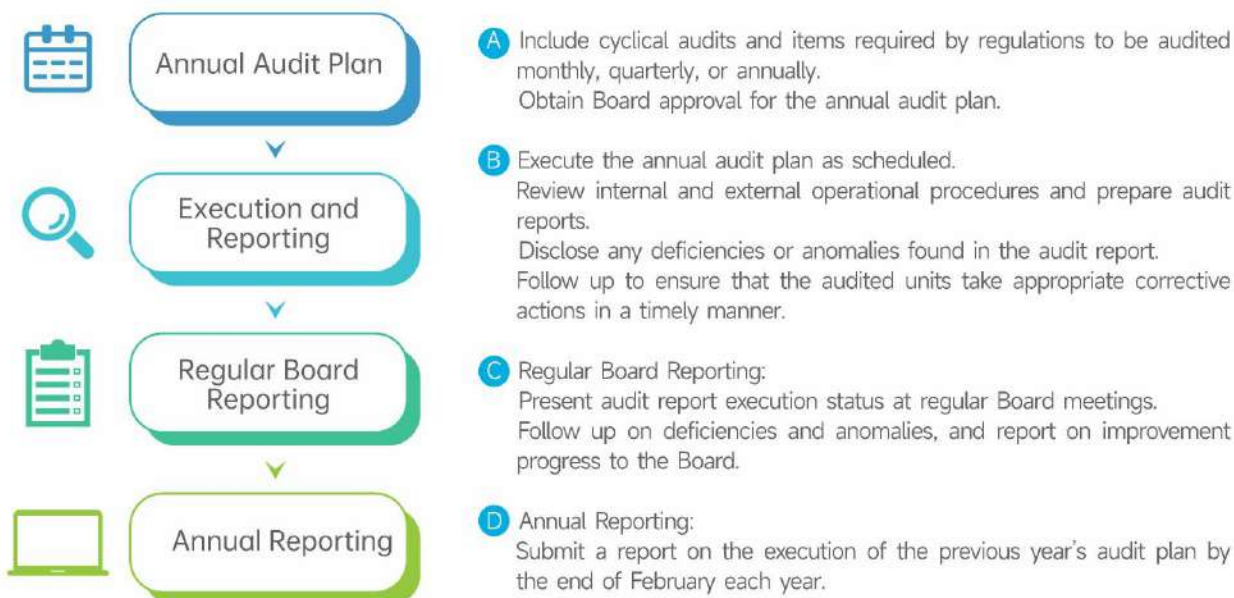 Annual Audit Plan
A Include cyclical audits and items required by regulations to be audited
monthly, quarterly, or annually.
Obtain Board approval for the annual audit plan.
Execution and
Reporting
B Execute the annual audit plan as scheduled.
Review internal and external operational procedures and prepare audit
reports.
Disclose any deficiencies or anomalies found in the audit report.
Follow up to ensure that the audited units take appropriate corrective
actions in a timely manner.
Regular Board
Reporting
C Regular Board Reporting:
Present audit report execution status at regular Board meetings.
Follow up on deficiencies and anomalies, and report on improvement
progress to the Board.
Annual Reporting
D Annual Reporting:
Submit a report on the execution of the previous year's audit plan by
the end of February each year.